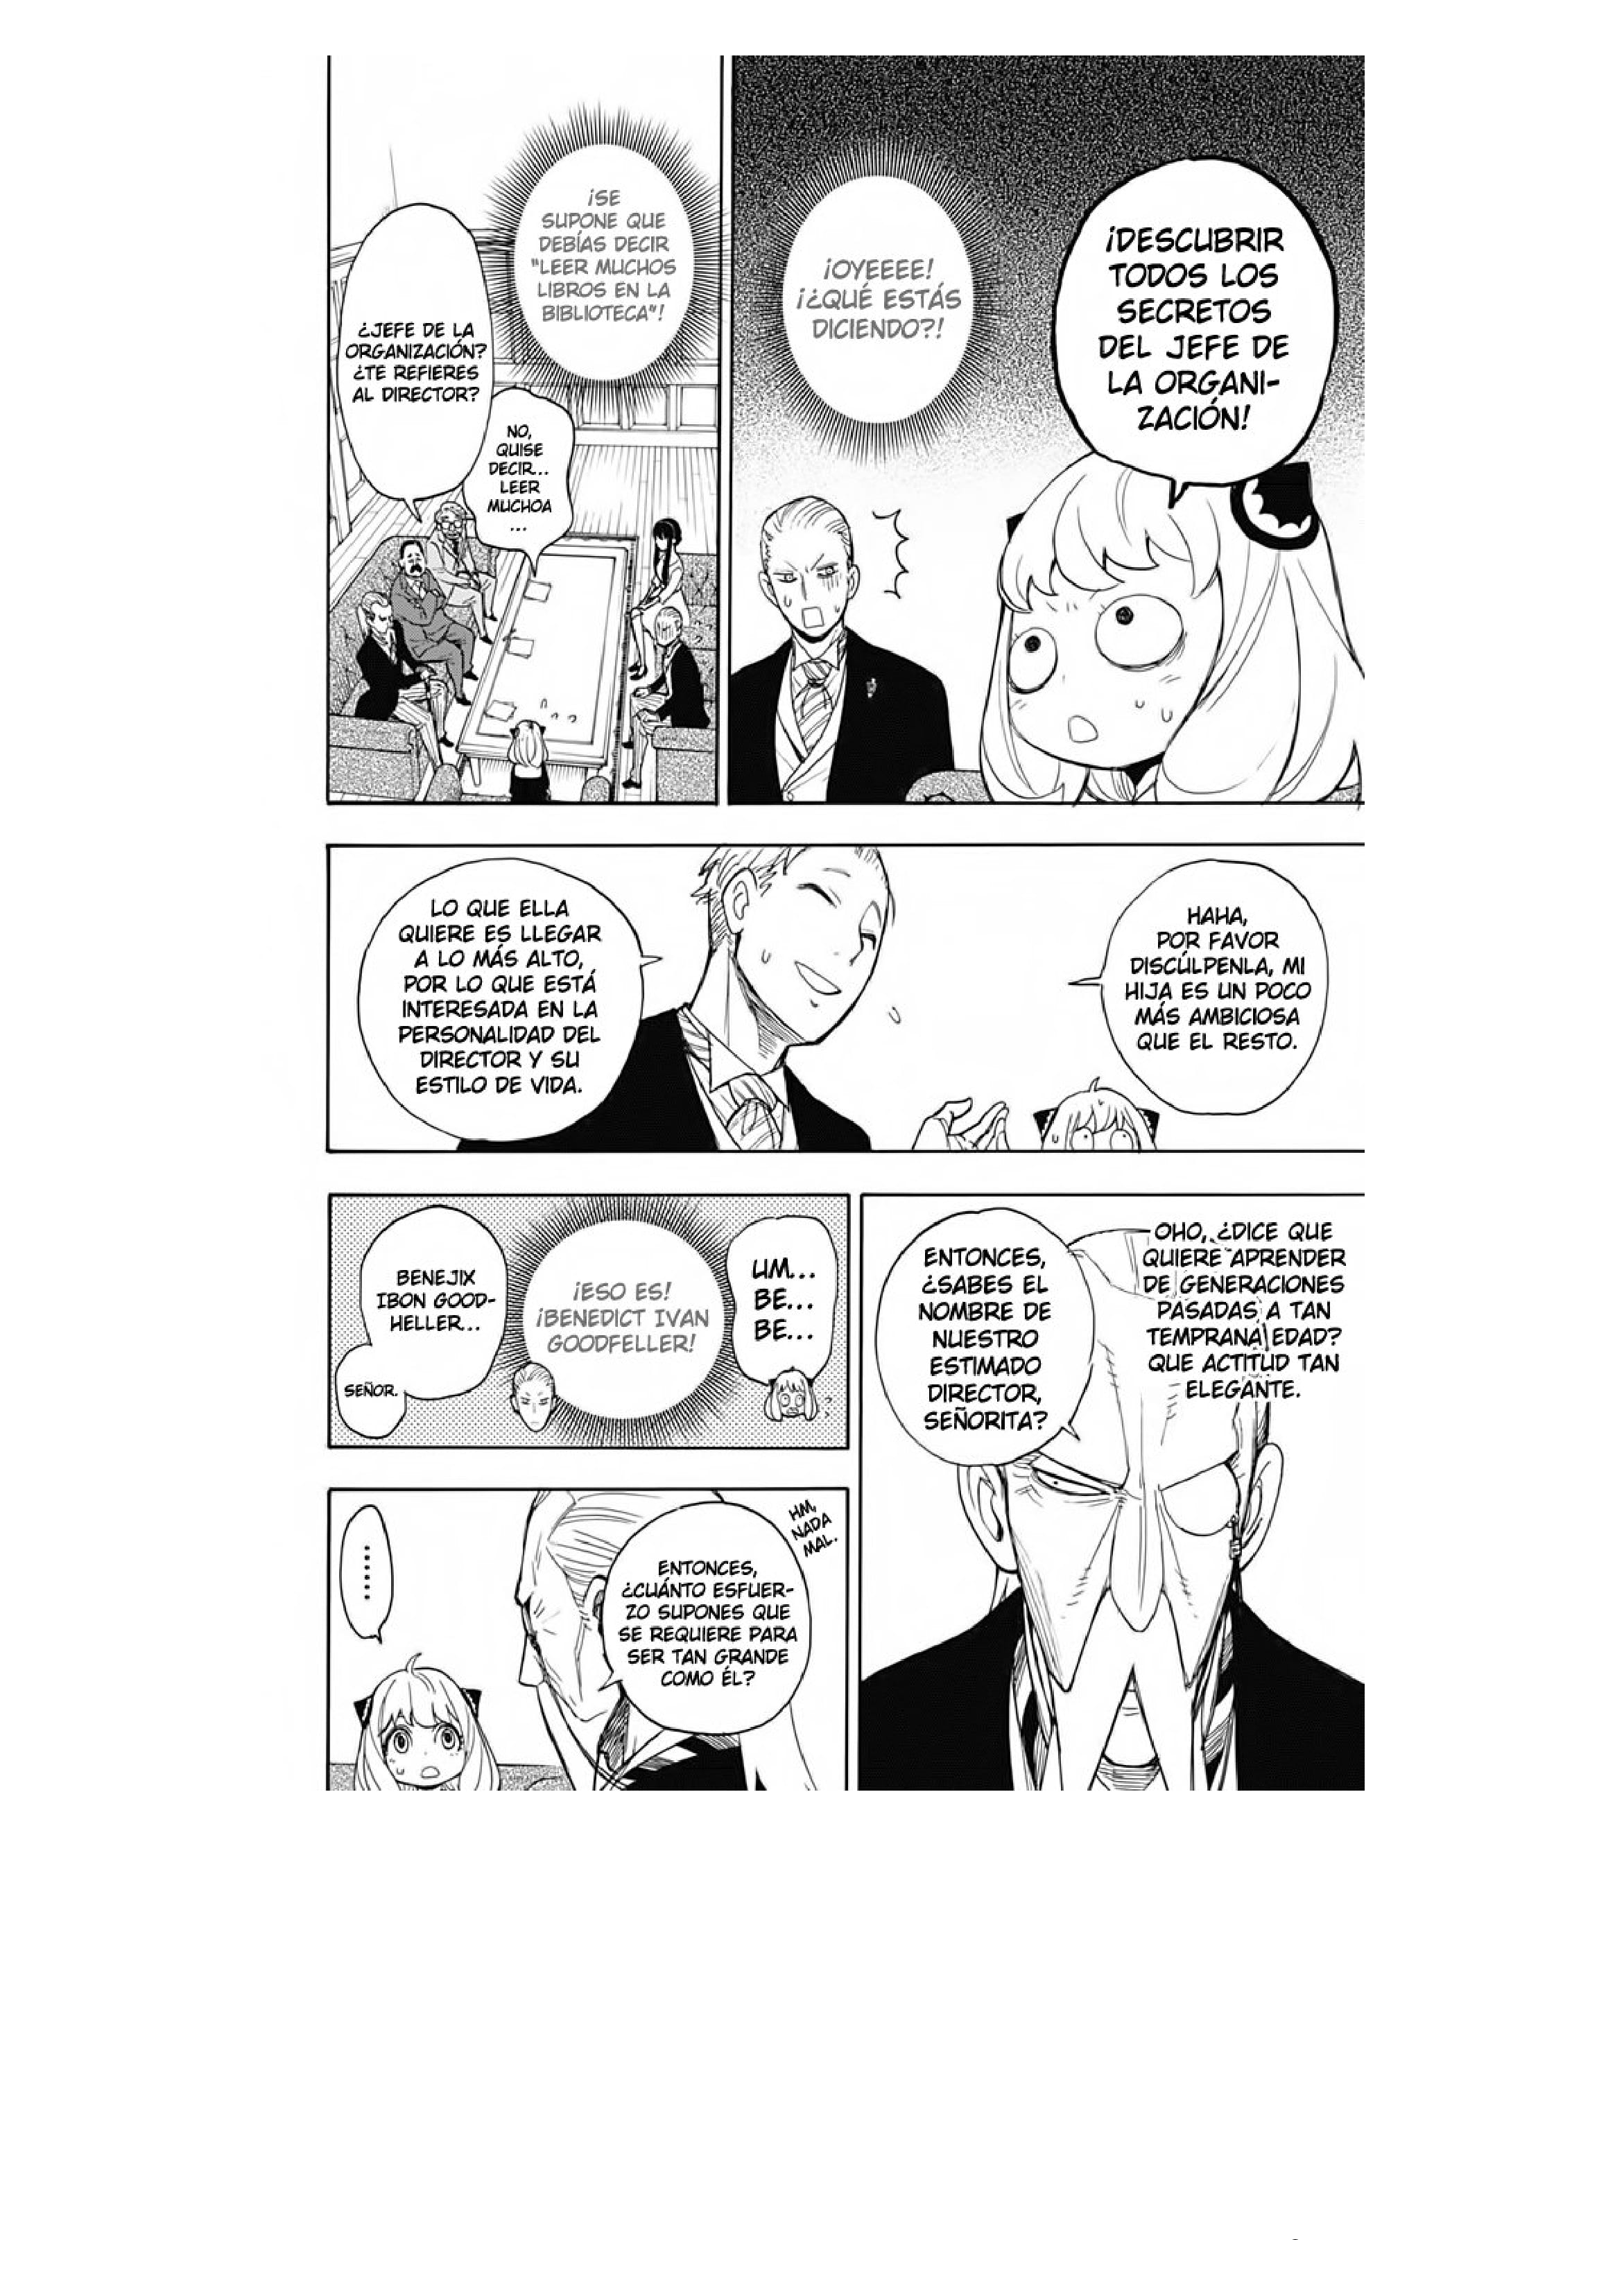 ¡DESCUBRIR
TODOS LOS
SECRETOS
DEL JEFE DE
LA ORGANI-
ZACIÓN!
¡OYEEEE!
¡¿QUÉ ESTÁS
DICIENDO?!
¡SE
SUPONE QUE
DEBÍAS DECIR
"LEER MUCHOS
LIBROS EN LA
BIBLIOTECA"!
¿JEFE DE LA
ORGANIZACIÓN?
¿TE REFIERES
AL DIRECTOR?
NO,
QUISE
DECIR...
LEER
MUCHOA
...
HAHA,
POR FAVOR
DISCÚLPENLA, MI
HIJA ES UN POCO
MÁS AMBICIOSA
QUE EL RESTO.
LO QUE ELLA
QUIERE ES LLEGAR
A LO MÁS ALTO,
POR LO QUE ESTÁ
INTERESADA EN LA
PERSONALIDAD DEL
DIRECTOR Y SU
ESTILO DE VIDA.
OHO, ¿DICE QUE
QUIERE APRENDER
DE GENERACIONES
PASADAS A TAN
TEMPRANA EDAD?
QUE ACTITUD TAN
ELEGANTE.
ENTONCES,
¿SABES EL
NOMBRE DE
NUESTRO
ESTIMADO
DIRECTOR,
SEÑORITA?
UM...
BE...
BE...
¡ESO ES!
¡BENEDICT IVAN
GOODFELLER!
BENEJIX
IBON GOOD-
HELLER...
SEÑOR.
HM,
NADA
MAL.
ENTONCES,
¿CUÁNTO ESFUER-
ZO SUPONES QUE
SE REQUIERE PARA
SER TAN GRANDE
COMO ÉL?
.......